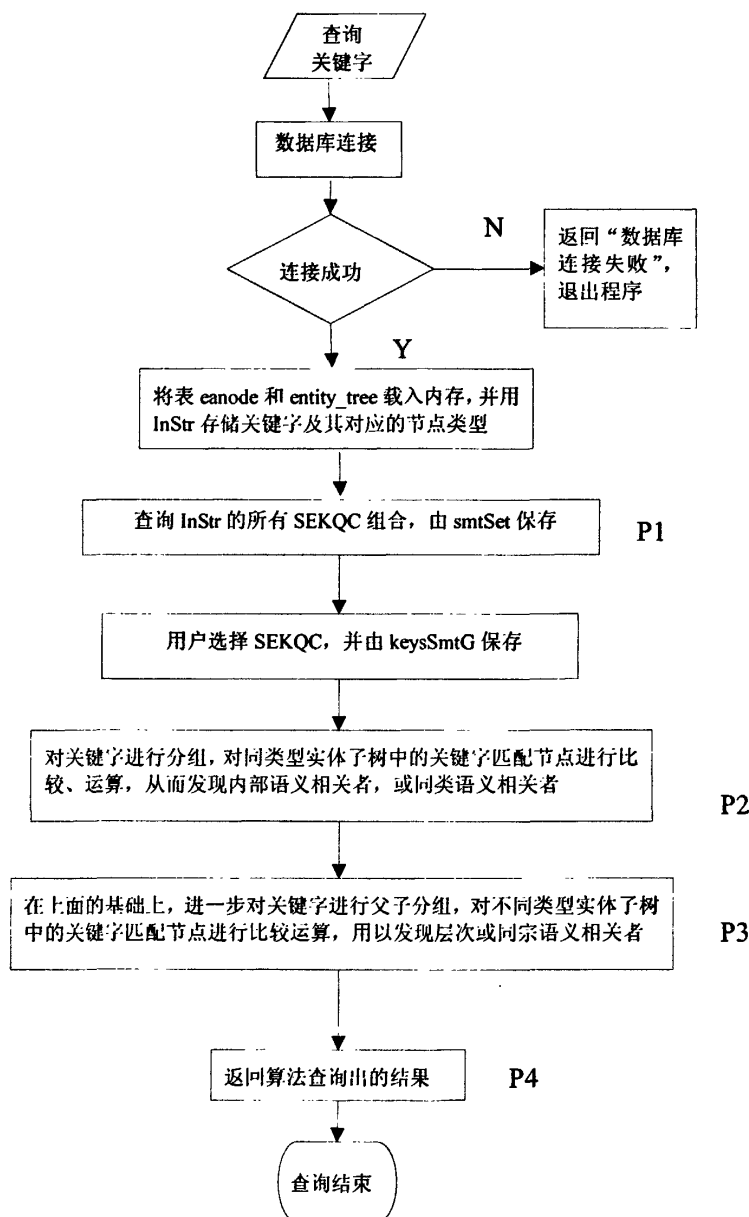 查询
关键字
数据库连接
连接成功
N
返回“数据库
连接失败”，
退出程序
Y
将表 eanode 和 entity_tree 载入内存，并用
InStr 存储关键字及其对应的节点类型
查询 InStr 的所有 SEKQC 组合，由 smtSet 保存
P1
用户选择 SEKQC，并由 keysSmtG 保存
对关键字进行分组，对同类型实体子树中的关键字匹配节点进行比
较、运算，从而发现内部语义相关者，或同类语义相关者
P2
在上面的基础上，进一步对关键字进行父子分组，对不同类型实体子树
中的关键字匹配节点进行比较运算，用以发现层次或同宗语义相关者
P3
返回算法查询出的结果
P4
查询结束